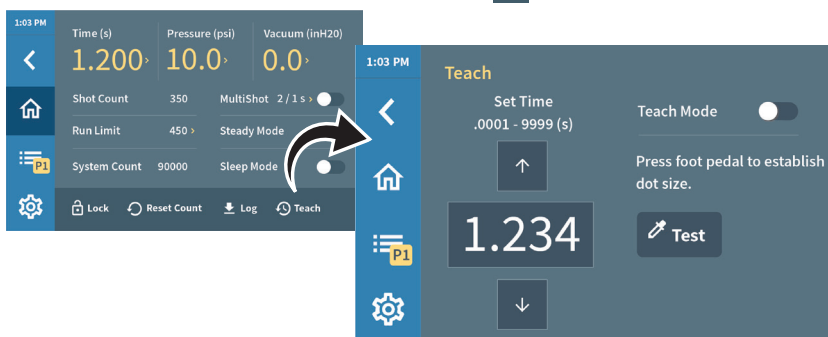 1:03 PM
Time (s) Pressure (psi) Vacuum (inH20)
1.200 10.0 0.0
Shot Count 350 MultiShot 2 / 1 s
Run Limit 450 Steady Mode
System Count 90000 Sleep Mode
P1
Lock Reset Count Log Teach
1:03 PM
Teach
Set Time
.0001 - 9999 (s)
Teach Mode
Press foot pedal to establish
dot size.
1.234
Test
P1